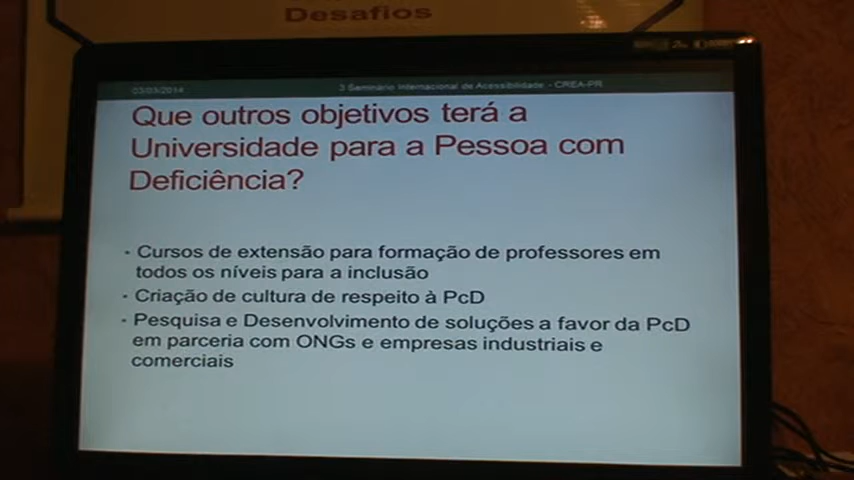 Desafios
03/03/2014
3 Seminário Internacional de Acessibilidade - CREA-PR
Que outros objetivos terá a
Universidade para a Pessoa com
Deficiência?
• Cursos de extensão para formação de professores em
todos os níveis para a inclusão
• Criação de cultura de respeito à PcD
• Pesquisa e Desenvolvimento de soluções a favor da PcD
em parceria com ONGs e empresas industriais e
comerciais